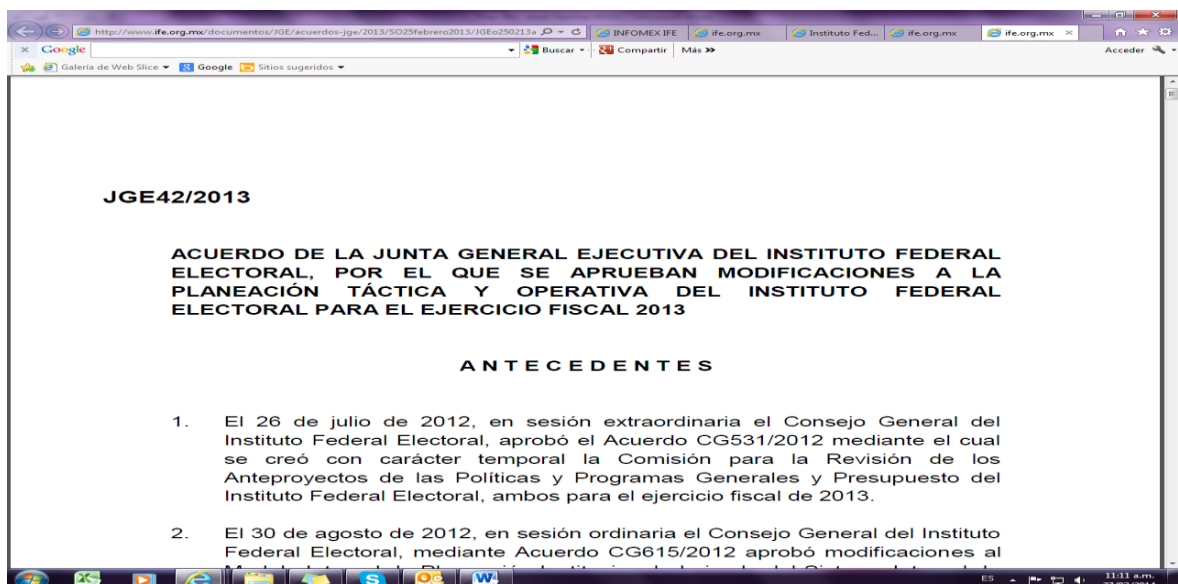 http://www.ife.org.mx/documentos/JGE/acuerdos-jge/2013/SO25febrero2013/JGEo250213a
INFOMEX IFE
ife.org.mx
Instituto Fed...
ife.org.mx
ife.org.mx
Google
Buscar
Compartir
Más
Acceder
Galería de Web Slice
Google
Sitios sugeridos
JGE42/2013
ACUERDO DE LA JUNTA GENERAL EJECUTIVA DEL INSTITUTO FEDERAL
ELECTORAL, POR EL QUE SE APRUEBAN MODIFICACIONES A LA
PLANEACIÓN TÁCTICA Y OPERATIVA DEL INSTITUTO FEDERAL
ELECTORAL PARA EL EJERCICIO FISCAL 2013
A N T E C E D E N T E S
1. El 26 de julio de 2012, en sesión extraordinaria el Consejo General del
Instituto Federal Electoral, aprobó el Acuerdo CG531/2012 mediante el cual
se creó con carácter temporal la Comisión para la Revisión de los
Anteproyectos de las Políticas y Programas Generales y Presupuesto del
Instituto Federal Electoral, ambos para el ejercicio fiscal de 2013.
2. El 30 de agosto de 2012, en sesión ordinaria el Consejo General del Instituto
Federal Electoral, mediante Acuerdo CG615/2012 aprobó modificaciones al
ES
11:11 a.m.